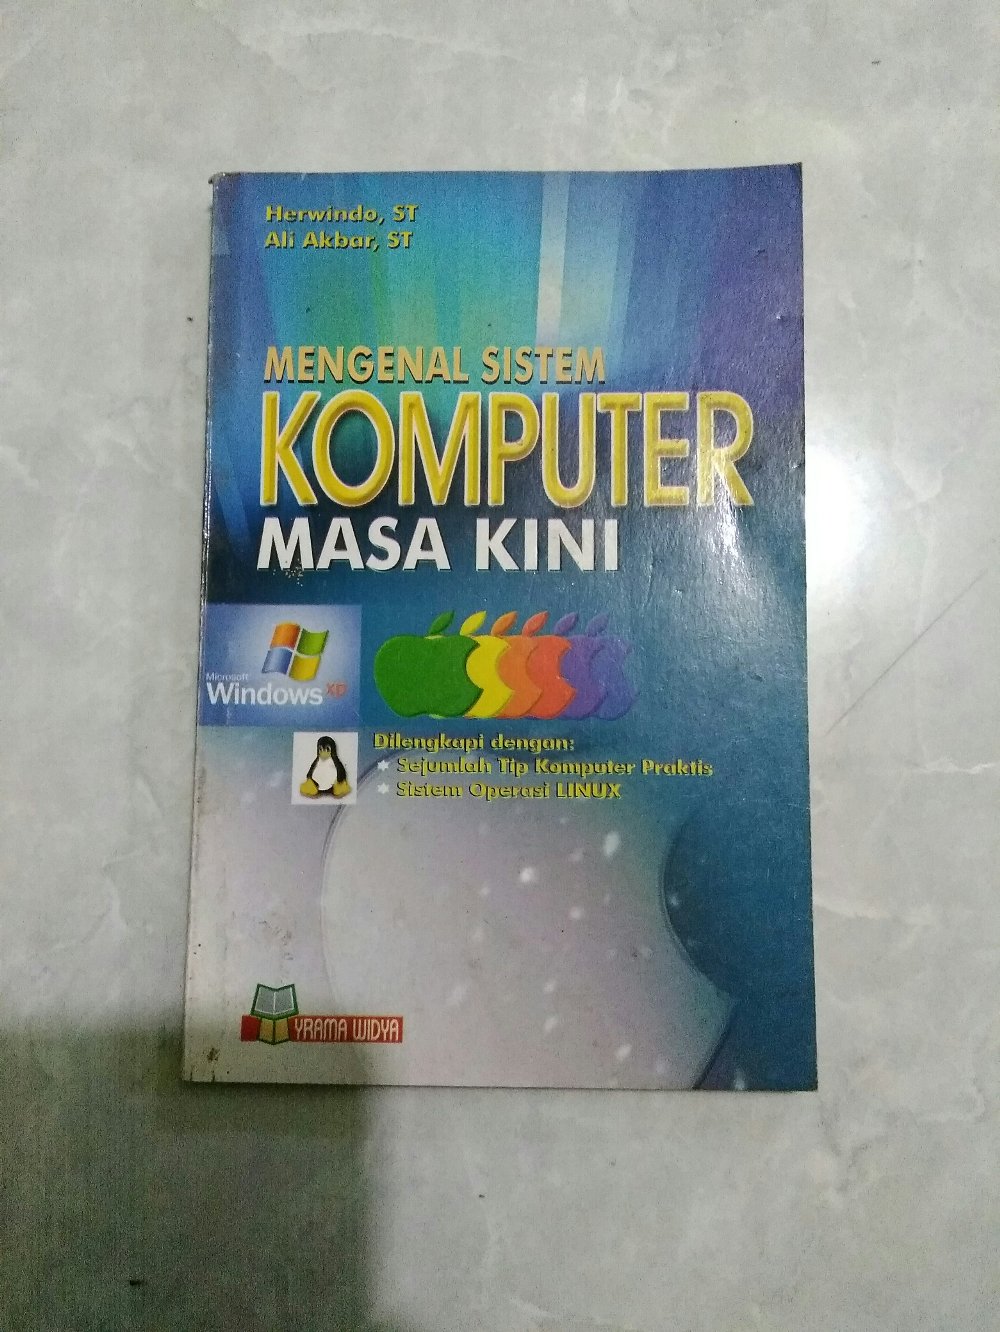 Herwindo, ST
Ali Akbar, ST
MENGENAL SISTEM
KOMPUTER
MASA KINI
Microsoft
Windows XP
Dilengkapi dengan:
* Sejumlah Tip Komputer Praktis
* Sistem Operasi LINUX
YRAMA WIDYA